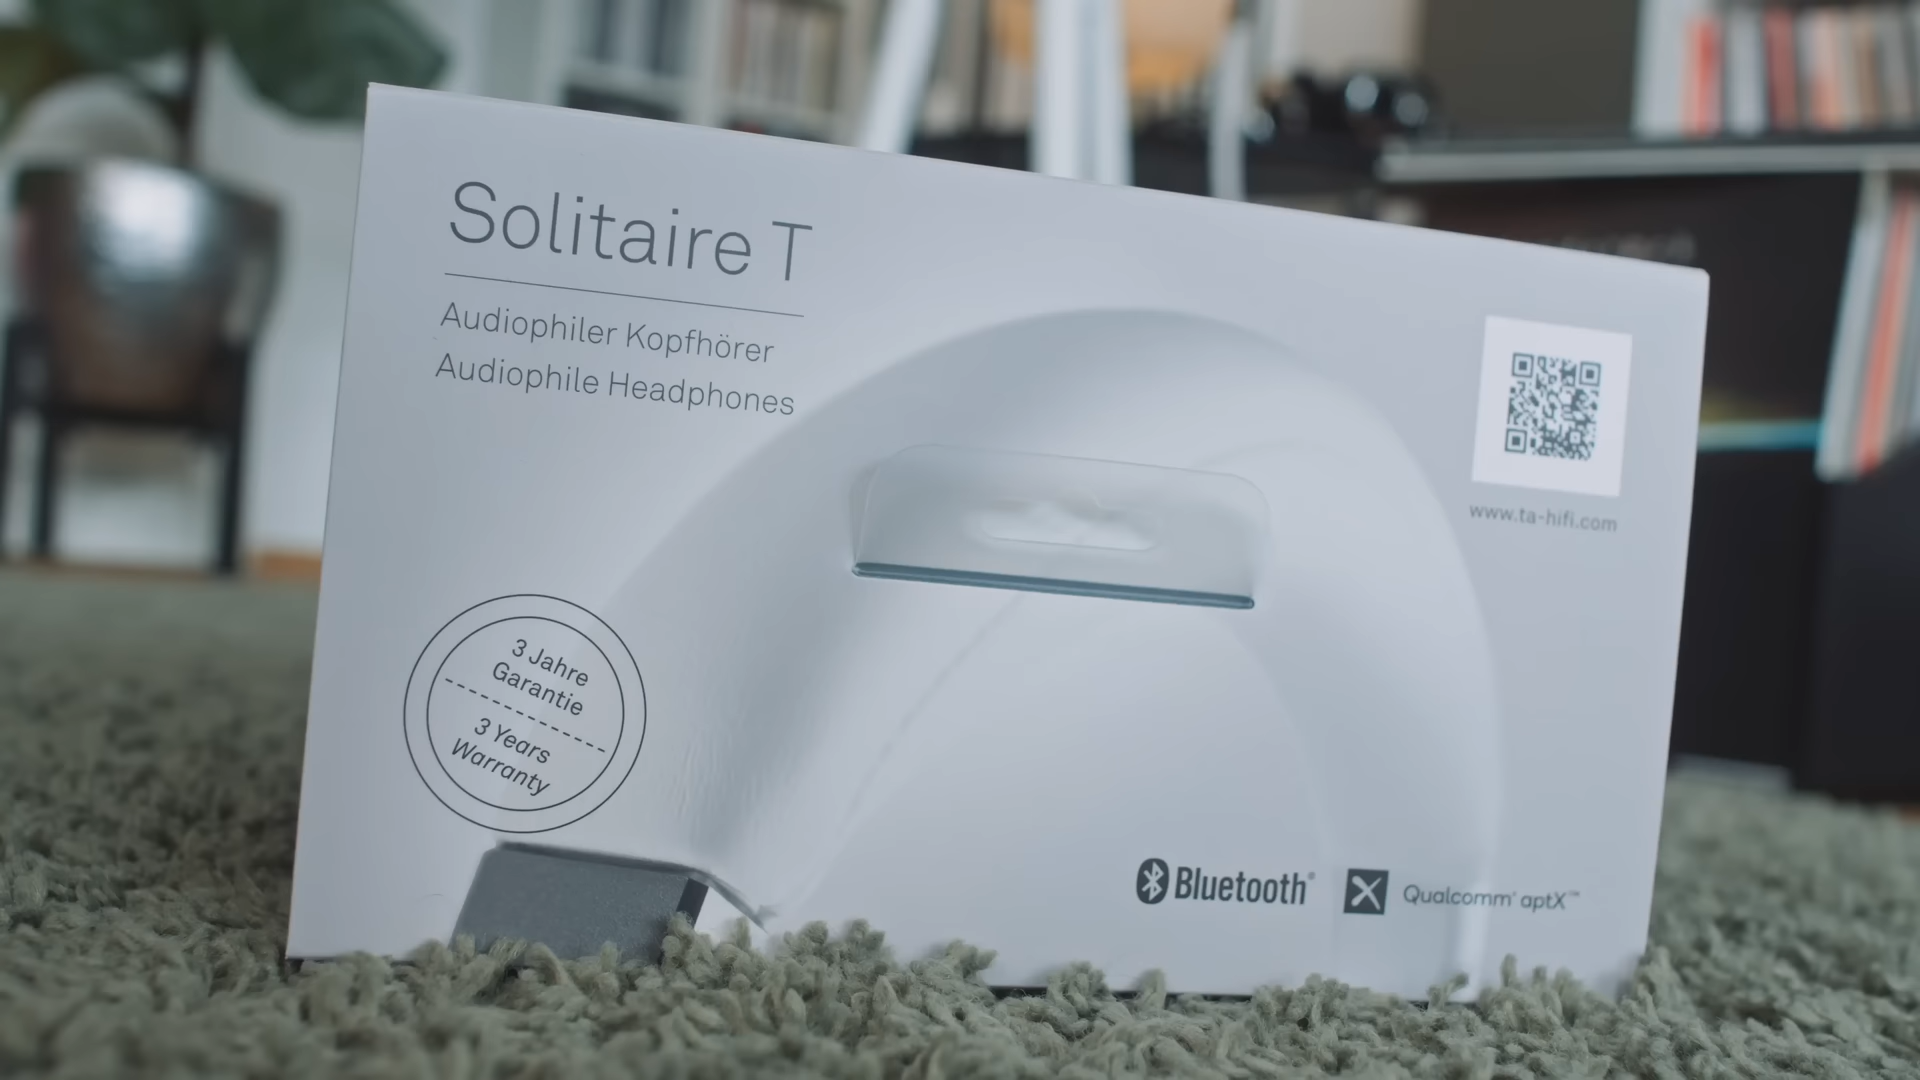 Solitaire T
Audiophiler Kopfhörer
Audiophile Headphones
www.ta-hifi.com
3 Jahre
Garantie
3 Years
Warranty
Bluetooth®
Qualcomm® aptX™